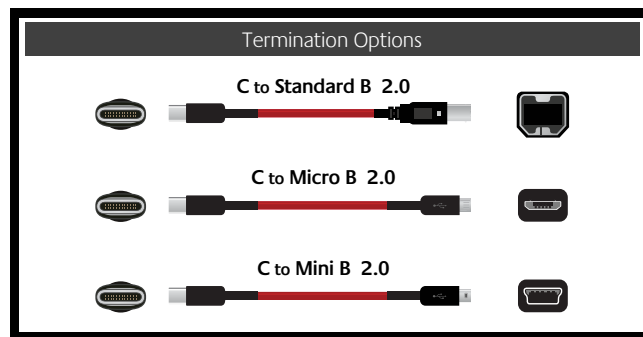 Termination Options
C to Standard B 2.0
C to Micro B 2.0
C to Mini B 2.0